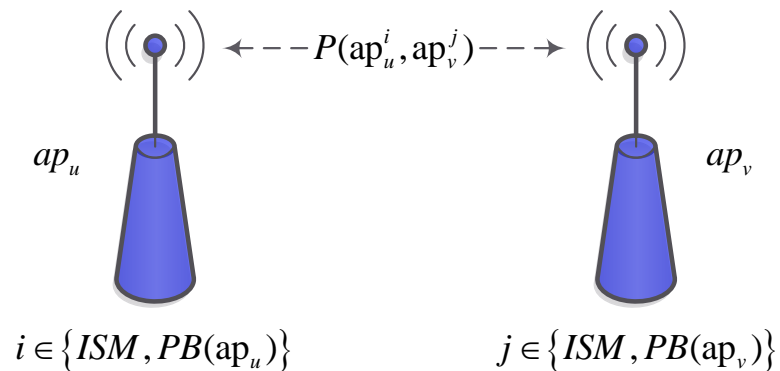 P(ap_u^i, ap_v^j)
ap_u
ap_v
i ∈ {ISM, PB(ap_u)}
j ∈ {ISM, PB(ap_v)}